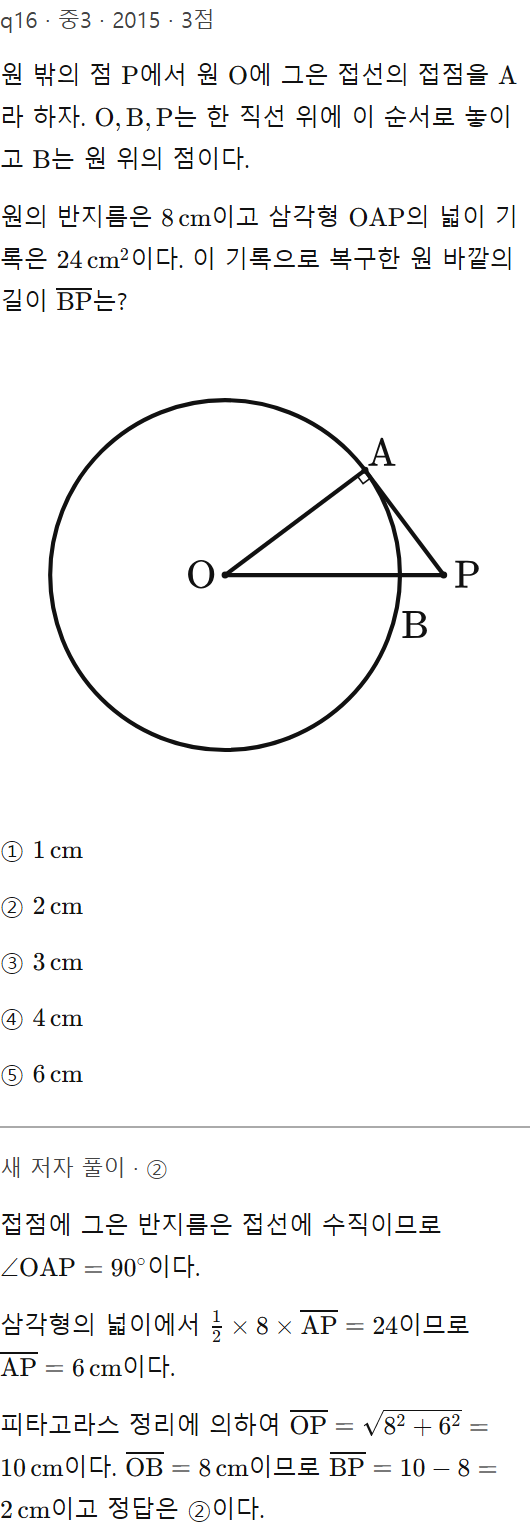 q16 · 중3 · 2015 · 3점
원 밖의 점 P에서 원 O에 그은 접선의 접점을 A
라 하자. O, B, P는 한 직선 위에 이 순서로 놓이
고 B는 원 위의 점이다.
원의 반지름은 8 cm이고 삼각형 OAP의 넓이 기
록은 24 cm²이다. 이 기록으로 복구한 원 바깥의
길이 B̅P̅는?
A
O
P
B
① 1 cm
② 2 cm
③ 3 cm
④ 4 cm
⑤ 6 cm
새 저자 풀이 · ②
접점에 그은 반지름은 접선에 수직이므로
∠OAP = 90°이다.
삼각형의 넓이에서 1/2 × 8 × A̅P̅ = 24이므로
A̅P̅ = 6 cm이다.
피타고라스 정리에 의하여 O̅P̅ = √(8² + 6²) =
10 cm이다. O̅B̅ = 8 cm이므로 B̅P̅ = 10 − 8 =
2 cm이고 정답은 ②이다.